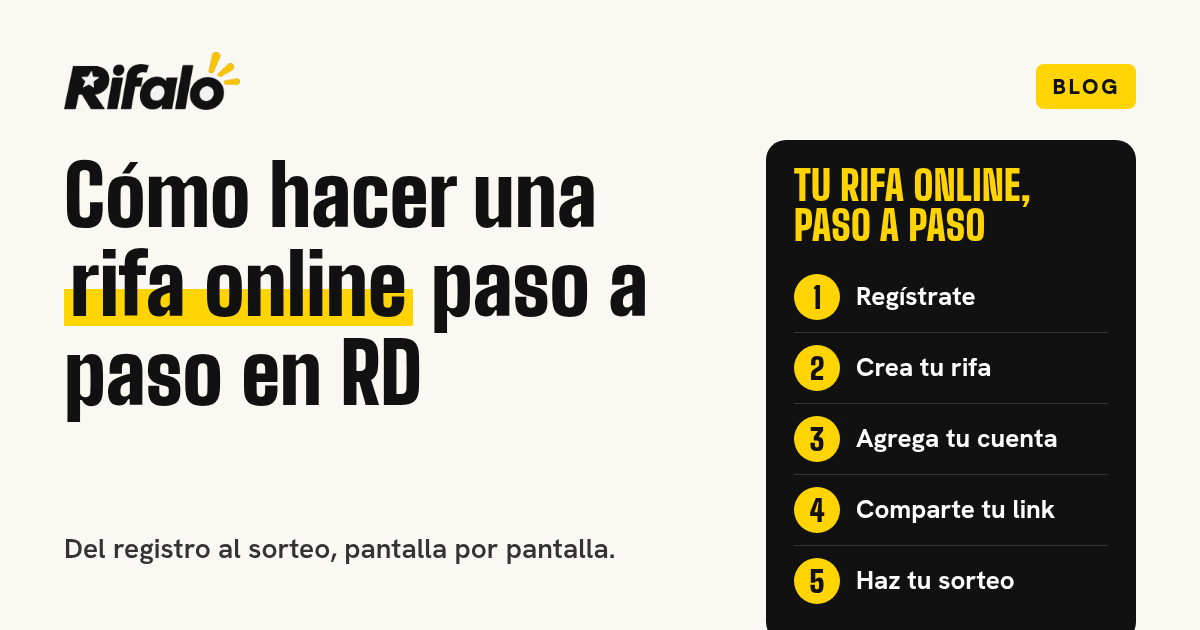 Rifalo
BLOG
Cómo hacer una
rifa online paso a
paso en RD
Del registro al sorteo, pantalla por pantalla.
TU RIFA ONLINE,
PASO A PASO
1 Regístrate
2 Crea tu rifa
3 Agrega tu cuenta
4 Comparte tu link
5 Haz tu sorteo